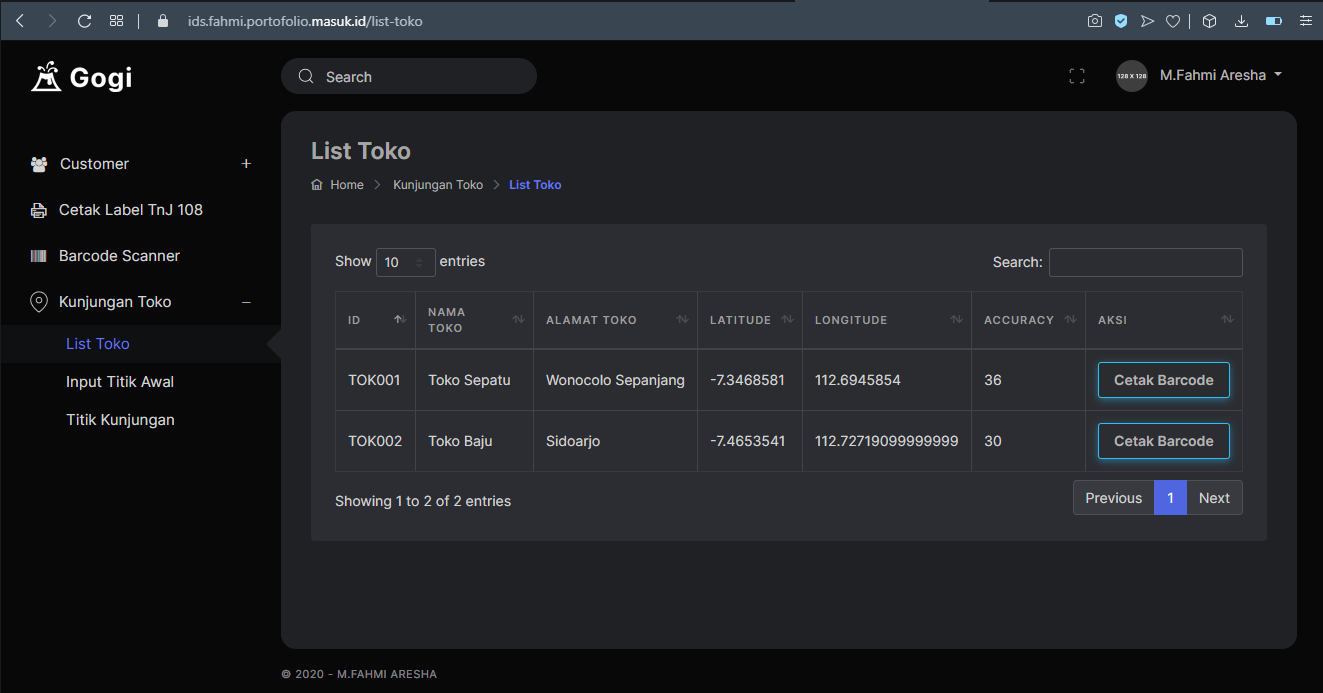 ids.fahmi.portofolio.masuk.id/list-toko
Gogi
Search
128 X 128
M.Fahmi Aresha
Customer
Cetak Label TnJ 108
Barcode Scanner
Kunjungan Toko
List Toko
Input Titik Awal
Titik Kunjungan
List Toko
Home
Kunjungan Toko
List Toko
Show 10 entries
Search:
ID NAMA TOKO ALAMAT TOKO LATITUDE LONGITUDE ACCURACY AKSI
TOK001 Toko Sepatu Wonocolo Sepanjang -7.3468581 112.6945854 36 Cetak Barcode
TOK002 Toko Baju Sidoarjo -7.4653541 112.72719099999999 30 Cetak Barcode
Showing 1 to 2 of 2 entries
Previous 1 Next
© 2020 - M.FAHMI ARESHA